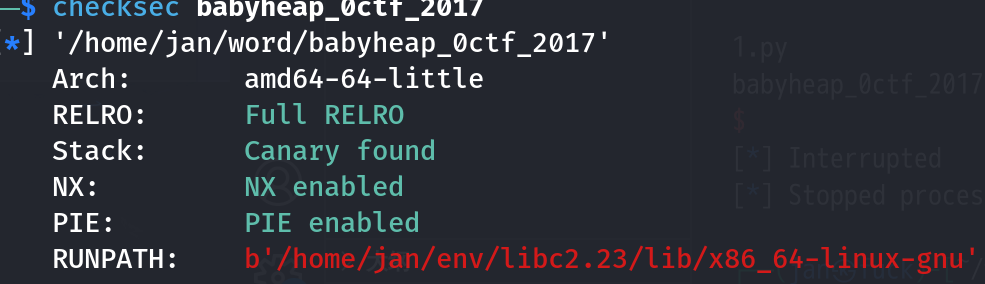 ─$ checksec babyheap_0ctf_2017
[*] '/home/jan/word/babyheap_0ctf_2017'
Arch: amd64-64-little
RELRO: Full RELRO
Stack: Canary found
NX: NX enabled
PIE: PIE enabled
RUNPATH: b'/home/jan/env/libc2.23/lib/x86_64-linux-gnu'
1.py
babyheap_0ctf_2017
$
[*] Interrupted
[*] Stopped proces